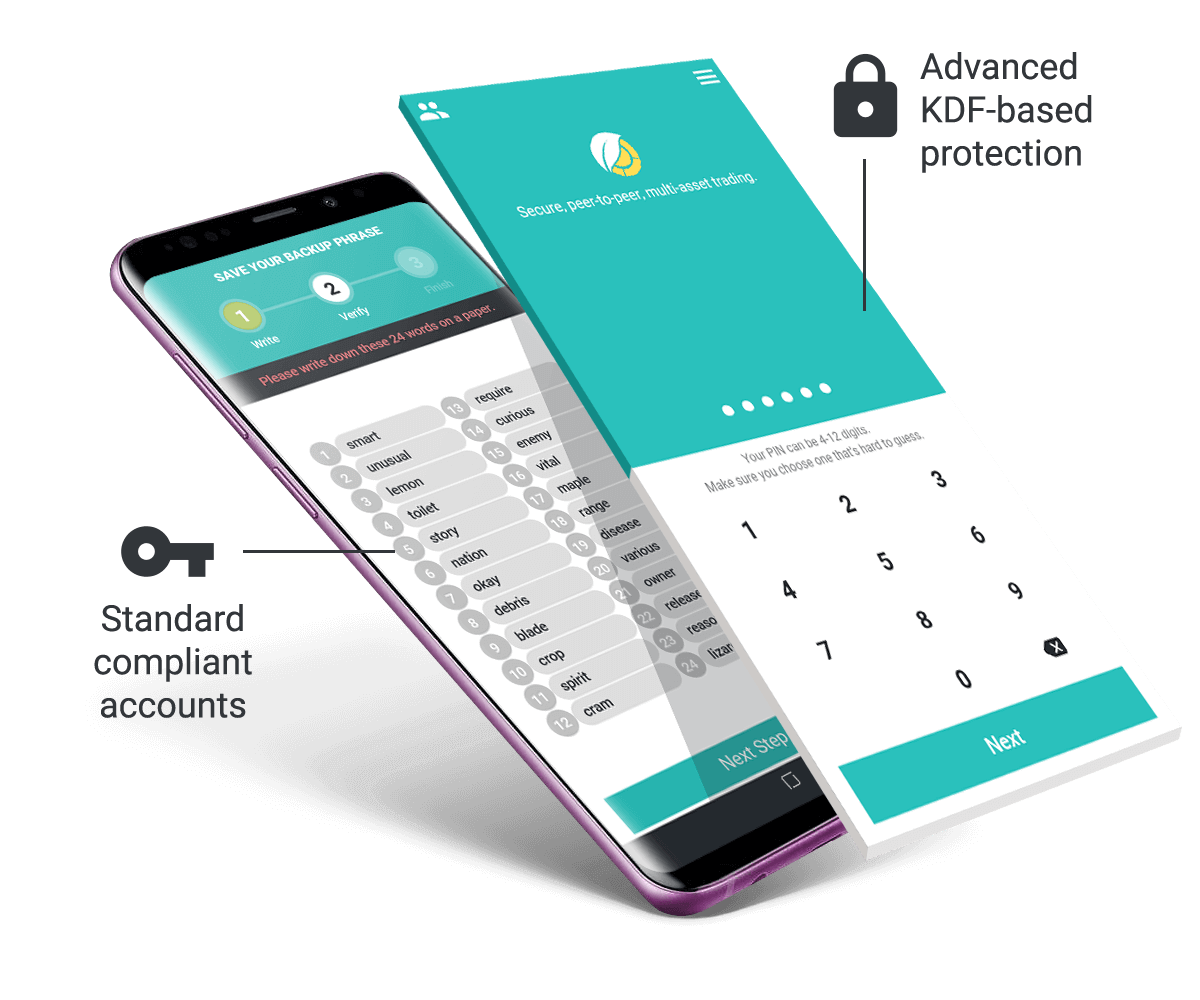 Advanced
KDF-based
protection
Secure, peer-to-peer, multi-asset trading.
Your PIN can be 4-12 digits.
Make sure you choose one that's hard to guess.
1 2 3
4 5 6
7 8 9
0
Next
SAVE YOUR BACKUP PHRASE
1 2 3
Write Verify Finish
Please write down these 24 words on a paper.
1 smart
2 unusual
3 lemon
4 toilet
5 story
6 nation
7 okay
8 debris
9 blade
10 crop
11 spirit
12 cram
13 require
14 curious
15 enemy
16 vital
17 maple
18 range
19 disease
20 various
21 owner
22 release
23 reaso
24 lizar
Next Step
Standard
compliant
accounts